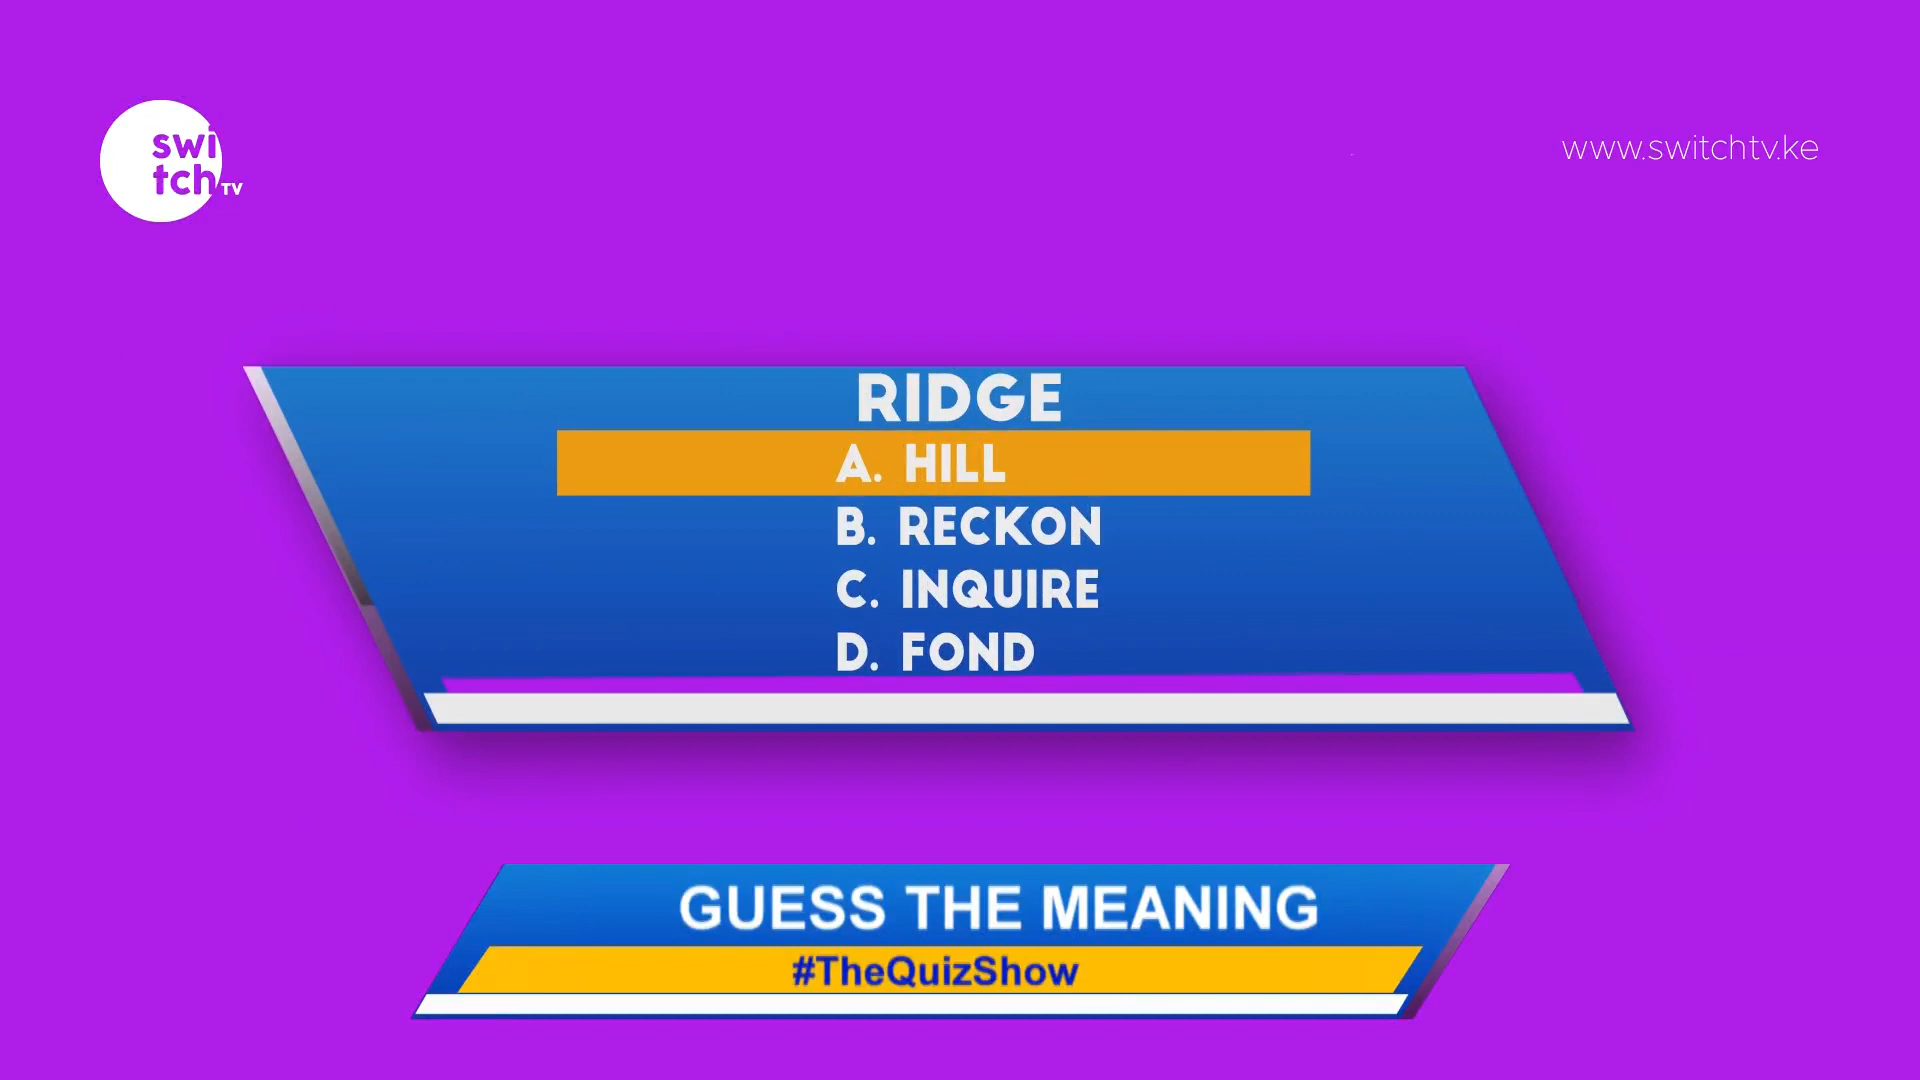 swi
tch TV
www.switchtv.ke
RIDGE
A. HILL
B. RECKON
C. INQUIRE
D. FOND
GUESS THE MEANING
#TheQuizShow